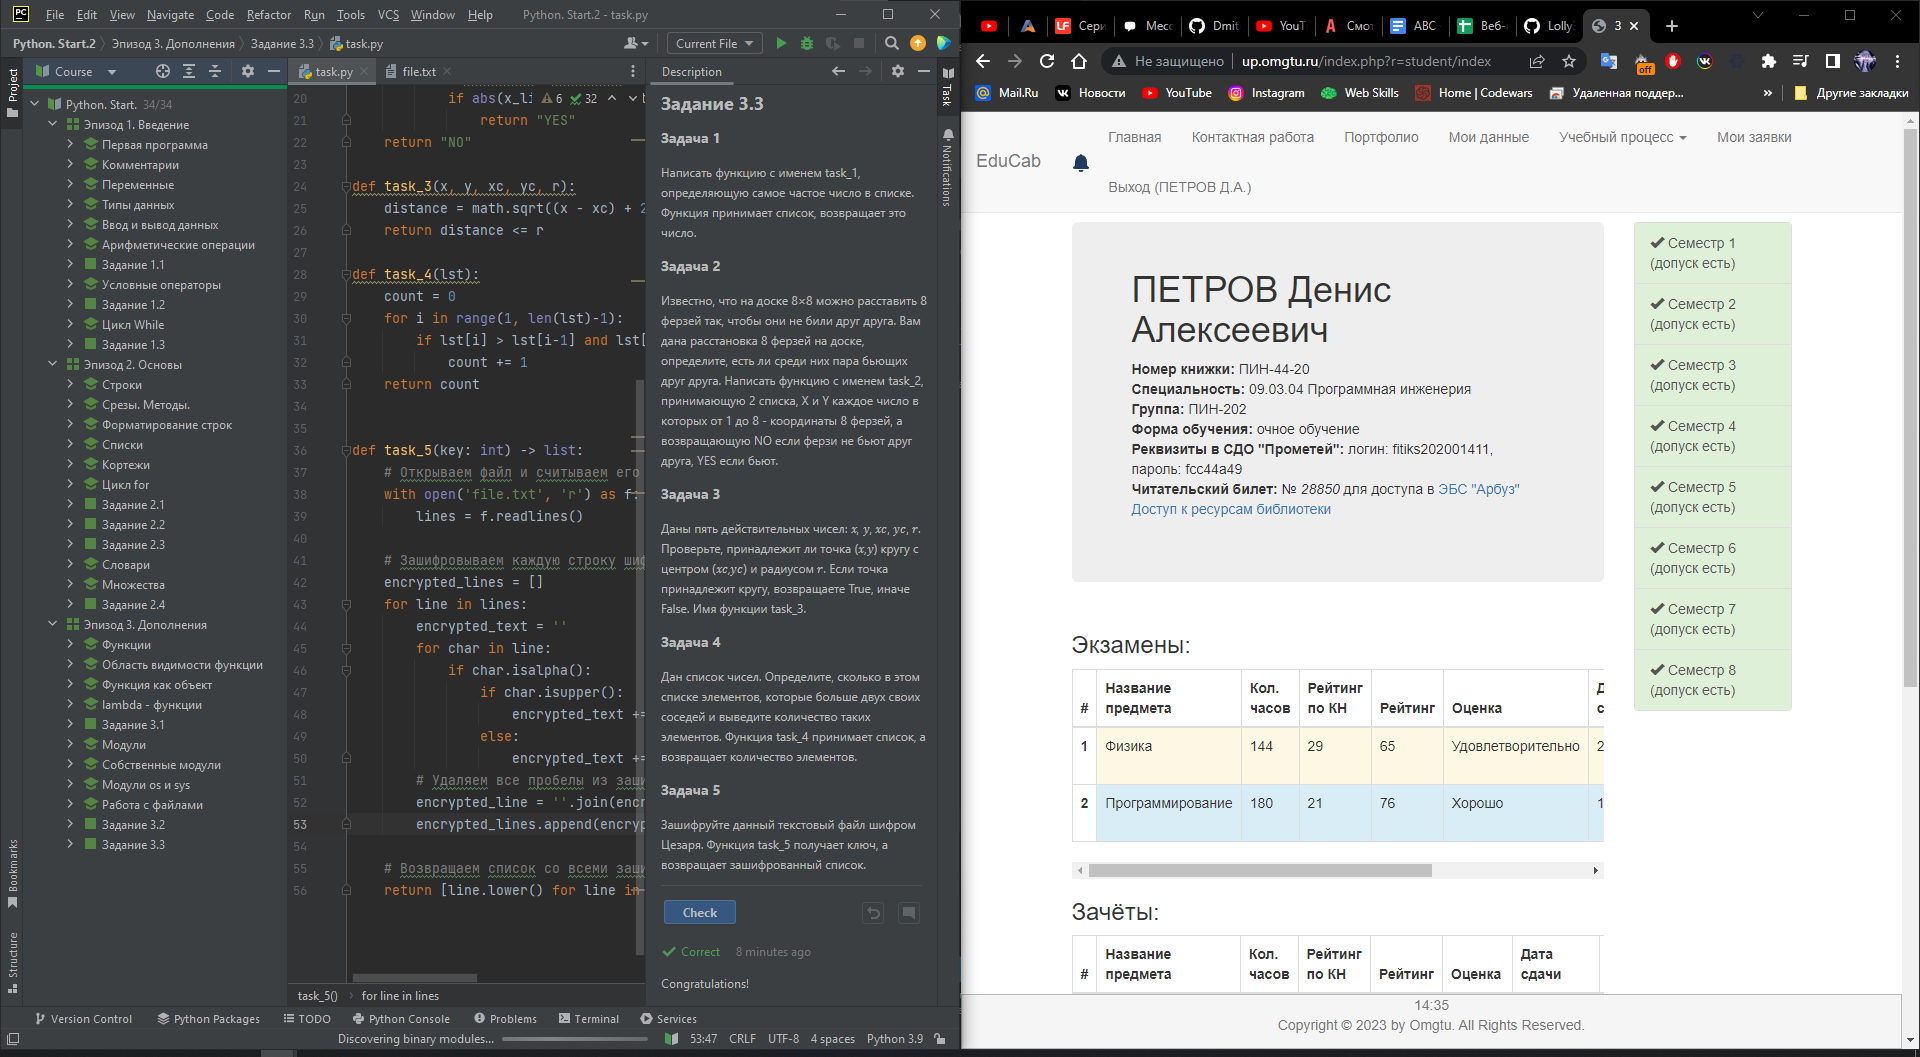 PC File Edit View Navigate Code Refactor Run Tools VCS Window Help Python. Start.2 - task.py
Python. Start.2 Эпизод 3. Дополнения Задание 3.3 task.py Current File
Project
Course
Python. Start. 34/34
Эпизод 1. Введение
Первая программа
Комментарии
Переменные
Типы данных
Ввод и вывод данных
Арифметические операции
Задание 1.1
Условные операторы
Задание 1.2
Цикл While
Задание 1.3
Эпизод 2. Основы
Строки
Срезы. Методы.
Форматирование строк
Списки
Кортежи
Цикл for
Задание 2.1
Задание 2.2
Задание 2.3
Словари
Множества
Задание 2.4
Эпизод 3. Дополнения
Функции
Область видимости функции
Функция как объект
lambda - функции
Задание 3.1
Модули
Собственные модули
Модули os и sys
Работа с файлами
Задание 3.2
Задание 3.3
Bookmarks
Structure
task.py file.txt
6 32
20 if abs(x_li
21 return "YES"
22 return "NO"
23
24 def task_3(x, y, xc, yc, r):
25 distance = math.sqrt((x - xc) + 2
26 return distance <= r
27
28 def task_4(lst):
29 count = 0
30 for i in range(1, len(lst)-1):
31 if lst[i] > lst[i-1] and lst[
32 count += 1
33 return count
34
35
36 def task_5(key: int) -> list:
37 # Открываем файл и считываем его
38 with open('file.txt', 'r') as f:
39 lines = f.readlines()
40
41 # Зашифровываем каждую строку шиф
42 encrypted_lines = []
43 for line in lines:
44 encrypted_text = ''
45 for char in line:
46 if char.isalpha():
47 if char.isupper():
48 encrypted_text +=
49 else:
50 encrypted_text +=
51 # Удаляем все пробелы из заши
52 encrypted_line = ''.join(encr
53 encrypted_lines.append(encryp
54
55 # Возвращаем список со всеми заши
56 return [line.lower() for line in
task_5() for line in lines
Description
Задание 3.3
Задача 1
Написать функцию с именем task_1,
определяющую самое частое число в списке.
Функция принимает список, возвращает это
число.
Задача 2
Известно, что на доске 8×8 можно расставить 8
ферзей так, чтобы они не били друг друга. Вам
дана расстановка 8 ферзей на доске,
определите, есть ли среди них пара бьющих
друг друга. Написать функцию с именем task_2,
принимающую 2 списка, X и Y каждое число в
которых от 1 до 8 - координаты 8 ферзей, а
возвращающую NO если ферзи не бьют друг
друга, YES если бьют.
Задача 3
Даны пять действительных чисел: x, y, xc, yc, r.
Проверьте, принадлежит ли точка (x,y) кругу с
центром (xc,yc) и радиусом r. Если точка
принадлежит кругу, возвращаете True, иначе
False. Имя функции task_3.
Задача 4
Дан список чисел. Определите, сколько в этом
списке элементов, которые больше двух своих
соседей и выведите количество таких
элементов. Функция task_4 принимает список, а
возвращает количество элементов.
Задача 5
Зашифруйте данный текстовый файл шифром
Цезаря. Функция task_5 получает ключ, а
возвращает зашифрованный список.
Check
Correct 8 minutes ago
Congratulations!
Task
Notifications
Version Control Python Packages TODO Python Console Problems Terminal Services
Discovering binary modules... 53:47 CRLF UTF-8 4 spaces Python 3.9
Сери Месс Dmit YouT Смот ABC Веб- Lolly 3
Не защищено up.omgtu.ru/index.php?r=student/index
off
Mail.Ru Новости YouTube Instagram Web Skills Home | Codewars Удаленная поддер... » Другие закладки
EduCab
Главная Контактная работа Портфолио Мои данные Учебный процесс Мои заявки
Выход (ПЕТРОВ Д.А.)
ПЕТРОВ Денис
Алексеевич
Номер книжки: ПИН-44-20
Специальность: 09.03.04 Программная инженерия
Группа: ПИН-202
Форма обучения: очное обучение
Реквизиты в СДО "Прометей": логин: fitiks202001411,
пароль: fcc44a49
Читательский билет: № 28850 для доступа в ЭБС "Арбуз"
Доступ к ресурсам библиотеки
Семестр 1
(допуск есть)
Семестр 2
(допуск есть)
Семестр 3
(допуск есть)
Семестр 4
(допуск есть)
Семестр 5
(допуск есть)
Семестр 6
(допуск есть)
Семестр 7
(допуск есть)
Семестр 8
(допуск есть)
Экзамены:
# Название предмета Кол. часов Рейтинг по КН Рейтинг Оценка
1 Физика 144 29 65 Удовлетворительно 2
2 Программирование 180 21 76 Хорошо 1
Зачёты:
# Название предмета Кол. часов Рейтинг по КН Рейтинг Оценка Дата сдачи
14:35
Copyright © 2023 by Omgtu. All Rights Reserved.